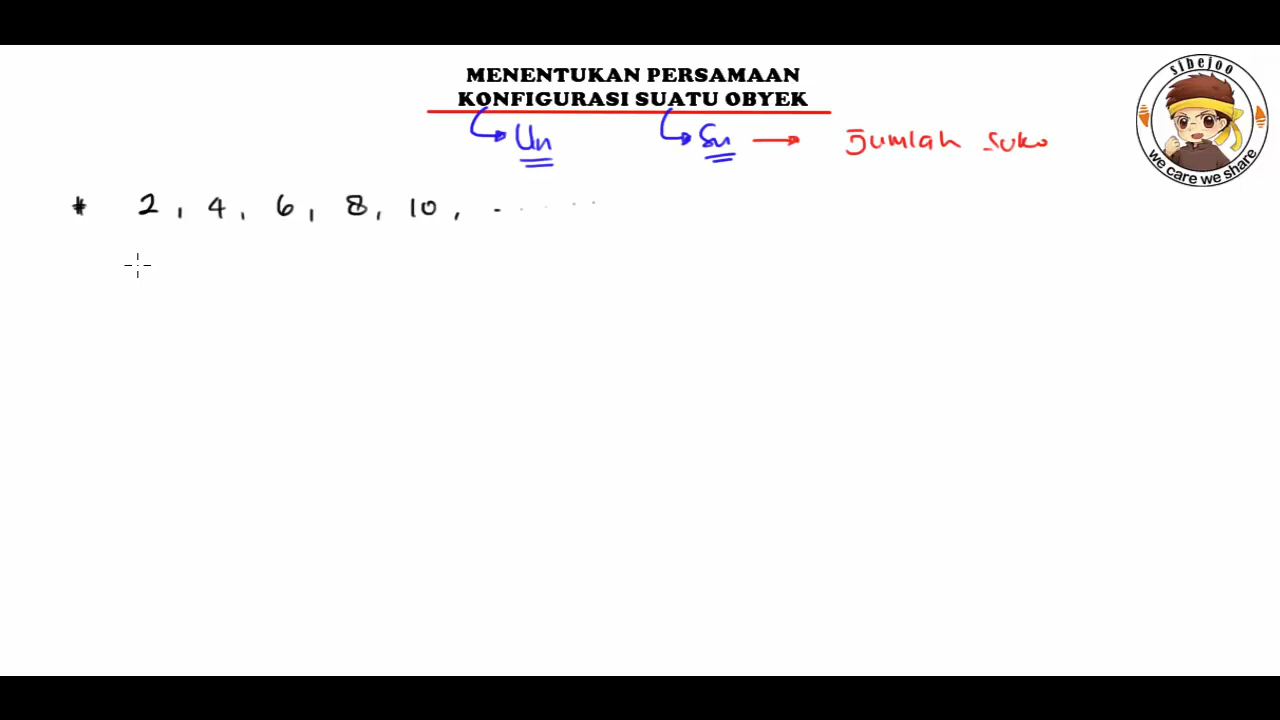 MENENTUKAN PERSAMAAN
KONFIGURASI SUATU OBYEK
Un Sn → Jumlah suku
* 2 , 4 , 6 , 8 , 10 , . . . . .
sibejoo
we care we share